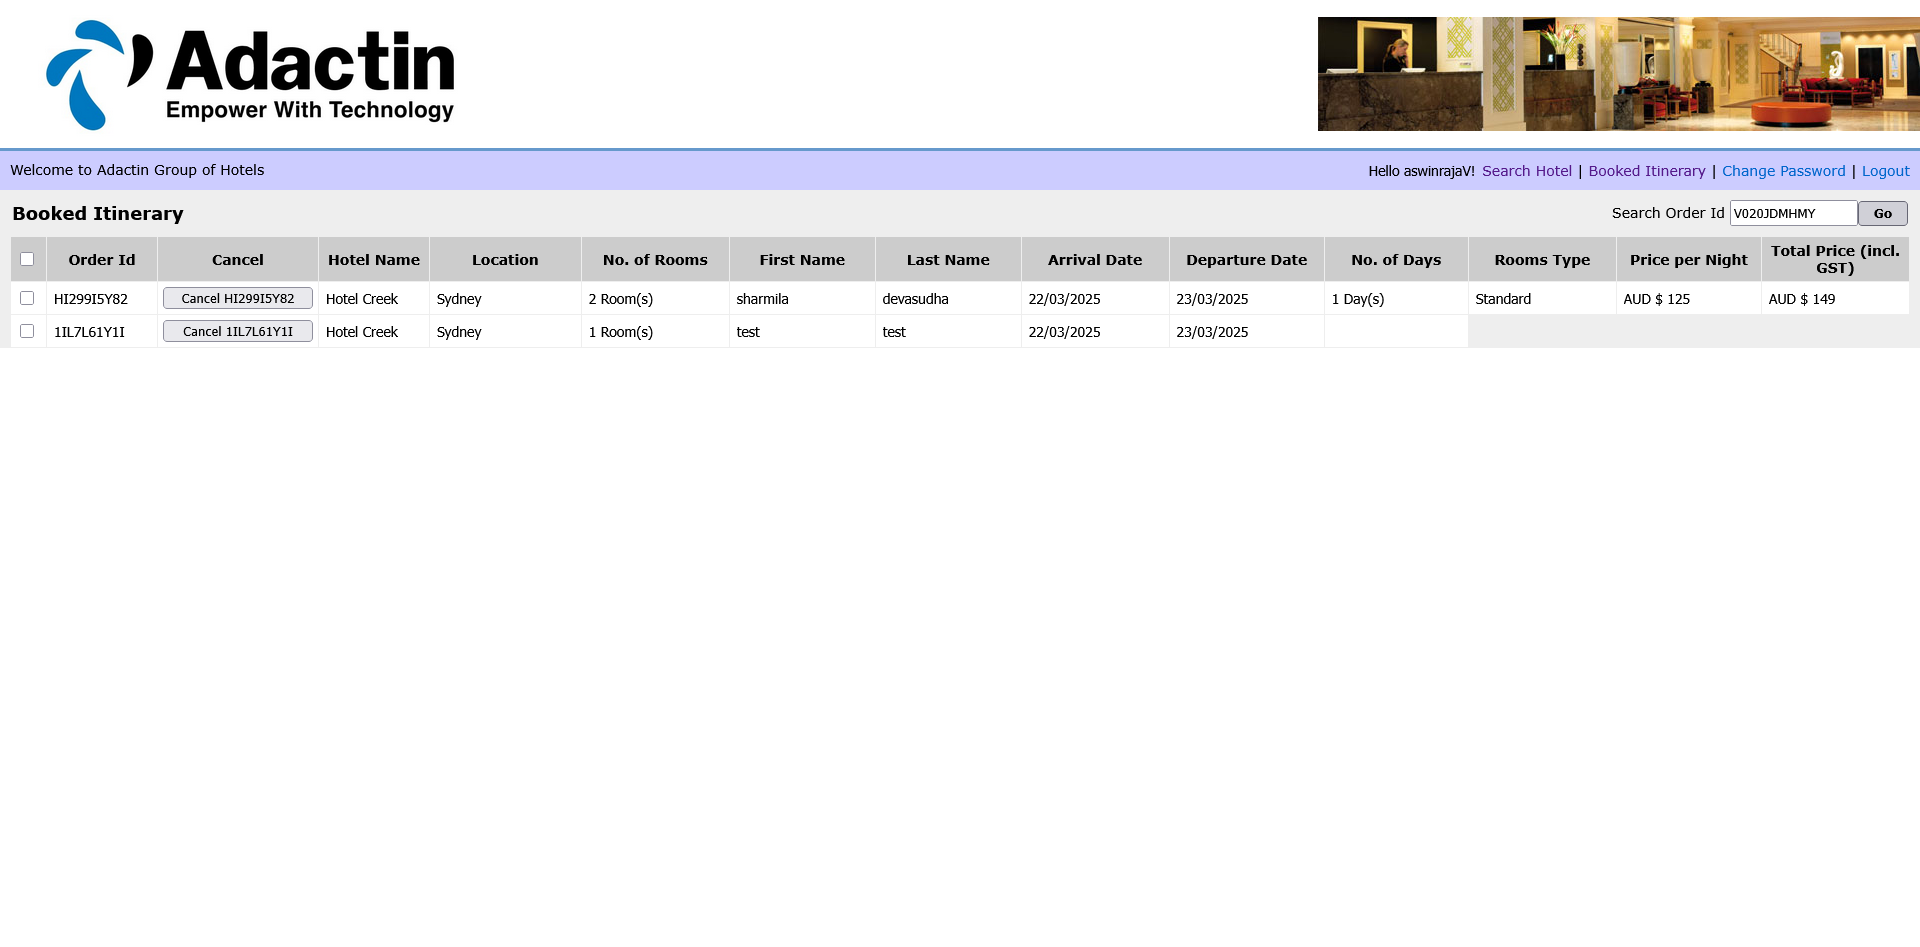 Adactin
Empower With Technology
Welcome to Adactin Group of Hotels
Hello aswinrajaV! Search Hotel | Booked Itinerary | Change Password | Logout
Booked Itinerary
Search Order Id V020JDMHMY Go
Order Id Cancel Hotel Name Location No. of Rooms First Name Last Name Arrival Date Departure Date No. of Days Rooms Type Price per Night Total Price (incl. GST)
HI299I5Y82 Cancel HI299I5Y82 Hotel Creek Sydney 2 Room(s) sharmila devasudha 22/03/2025 23/03/2025 1 Day(s) Standard AUD $ 125 AUD $ 149
1IL7L61Y1I Cancel 1IL7L61Y1I Hotel Creek Sydney 1 Room(s) test test 22/03/2025 23/03/2025